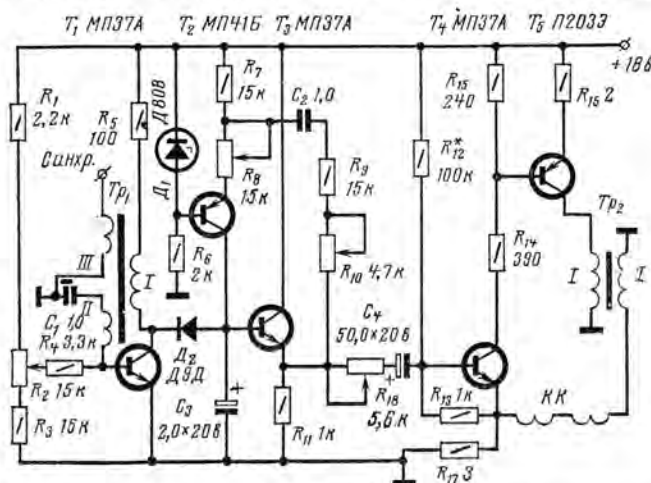 T₁ МП37А T₂ МП41Б T₃ МП37А T₄ МП37А T₅ П203Э
+18в
R₁
2,2к
R₅
100
Д808
Д₁
R₇
15к
C₂ 1,0
R₈
15к
R₉
15к
R₁₀ 4,7к
R₁₅
240
R₁₂*
100к
R₁₆ 2
Синхр.
Тр₁
III
II
I
C₁ 1,0
R₄ 3,3к
R₂ 15к
R₃ 15к
R₆
2к
Д₂
Д9Д
C₃
2,0×20в
R₁₁ 1к
C₄
50,0×20в
R₁₈
5,6к
R₁₄
390
R₁₃ 1к
R₁₇ 3
КК
Тр₂
I
I